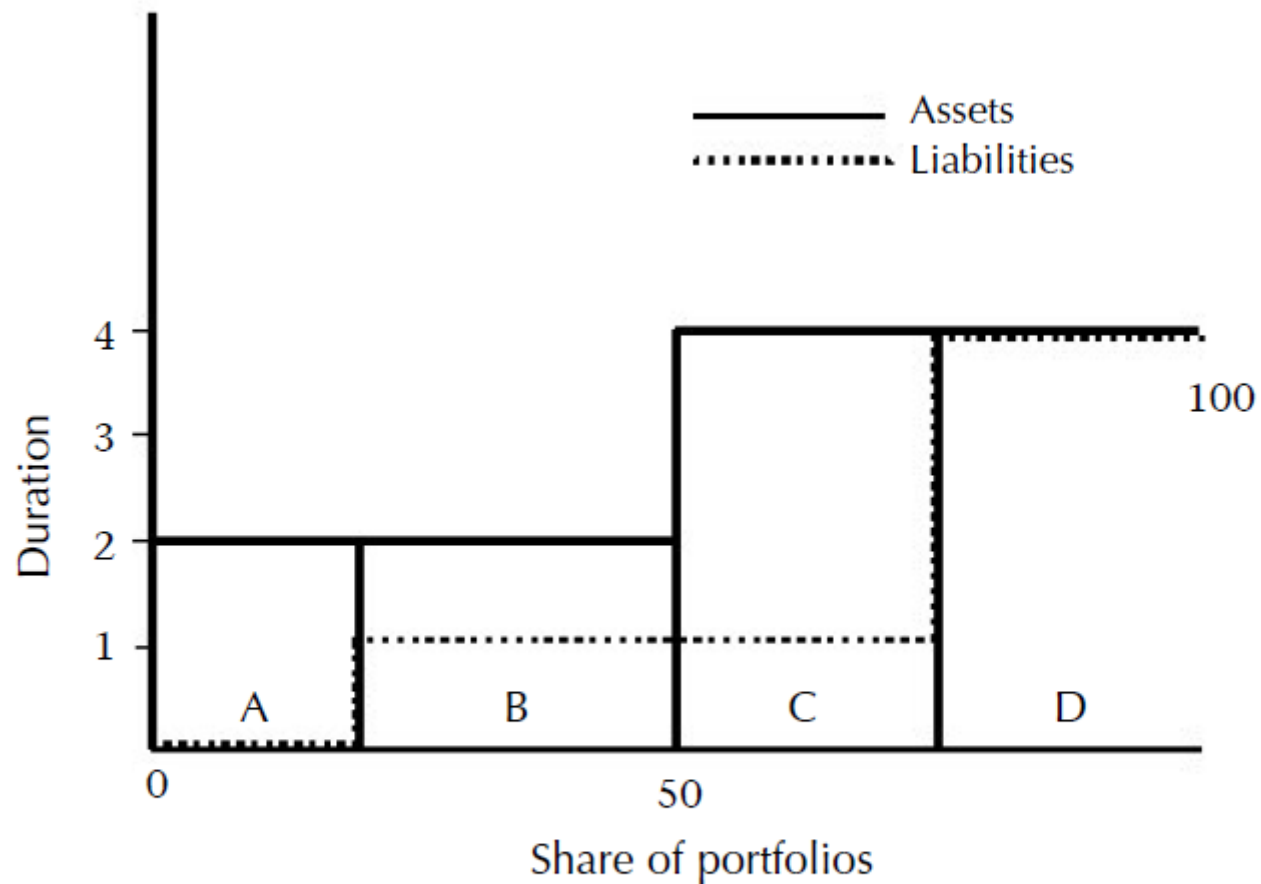 Assets
Liabilities
4
3
2
1
Duration
100
A
B
C
D
0
50
Share of portfolios